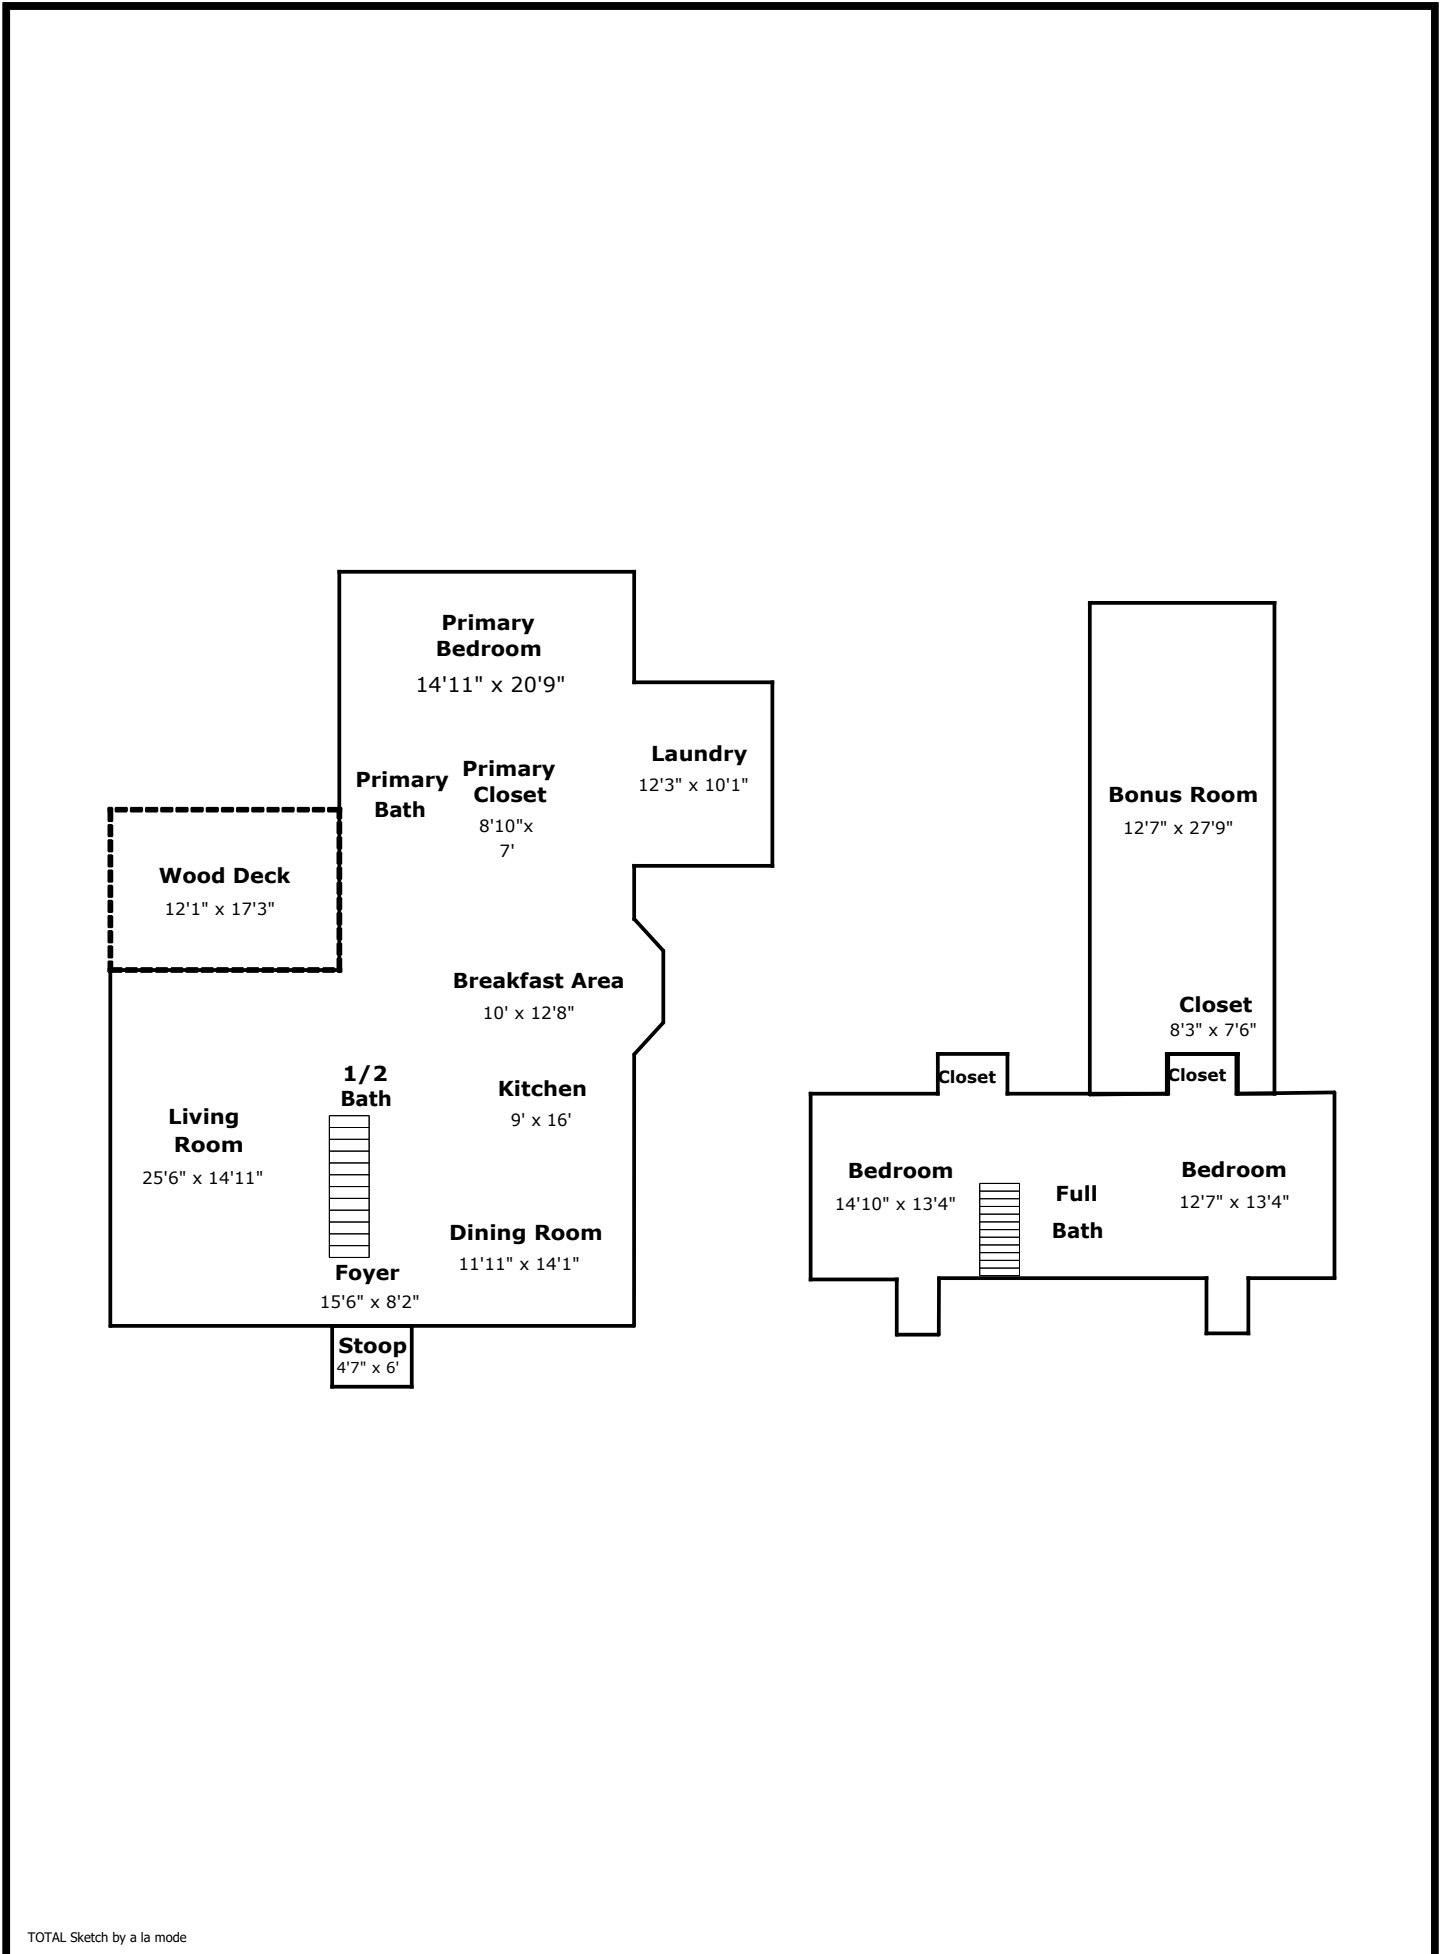 Primary
Bedroom
14'11" x 20'9"
Laundry
12'3" x 10'1"
Primary
Bath
Primary
Closet
8'10"x
7'
Wood Deck
12'1" x 17'3"
Breakfast Area
10' x 12'8"
1/2
Bath
Kitchen
9' x 16'
Living
Room
25'6" x 14'11"
Dining Room
11'11" x 14'1"
Foyer
15'6" x 8'2"
Stoop
4'7" x 6'
Bonus Room
12'7" x 27'9"
Closet
8'3" x 7'6"
Closet
Closet
Bedroom
14'10" x 13'4"
Full
Bath
Bedroom
12'7" x 13'4"
TOTAL Sketch by a la mode